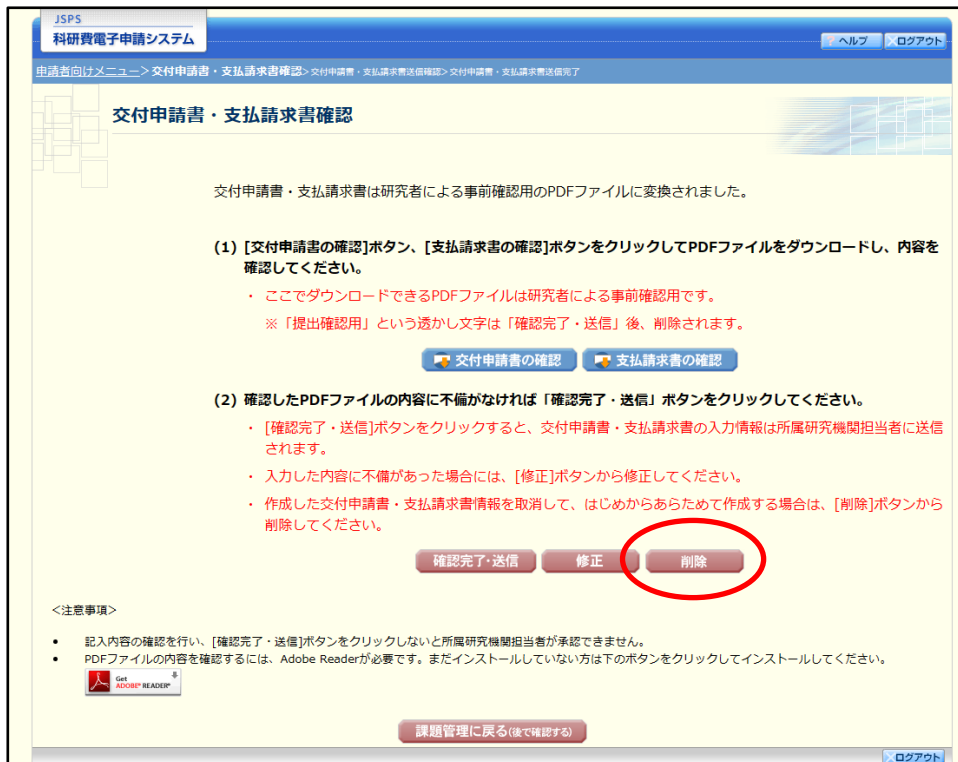 JSPS
科研費電子申請システム
? ヘルプ
×ログアウト
申請者向けメニュー>交付申請書・支払請求書確認>交付申請書・支払請求書送信確認>交付申請書・支払請求書送信完了
交付申請書・支払請求書確認
交付申請書・支払請求書は研究者による事前確認用のPDFファイルに変換されました。
(1) [交付申請書の確認]ボタン、[支払請求書の確認]ボタンをクリックしてPDFファイルをダウンロードし、内容を
確認してください。
・ ここでダウンロードできるPDFファイルは研究者による事前確認用です。
※「提出確認用」という透かし文字は「確認完了・送信」後、削除されます。
交付申請書の確認
支払請求書の確認
(2) 確認したPDFファイルの内容に不備がなければ「確認完了・送信」ボタンをクリックしてください。
・ [確認完了・送信]ボタンをクリックすると、交付申請書・支払請求書の入力情報は所属研究機関担当者に送信
されます。
・ 入力した内容に不備があった場合には、[修正]ボタンから修正してください。
・ 作成した交付申請書・支払請求書情報を取消して、はじめからあらためて作成する場合は、[削除]ボタンから
削除してください。
確認完了・送信
修正
削除
<注意事項>
• 記入内容の確認を行い、[確認完了・送信]ボタンをクリックしないと所属研究機関担当者が承認できません。
• PDFファイルの内容を確認するには、Adobe Readerが必要です。まだインストールしていない方は下のボタンをクリックしてインストールしてください。
Get
ADOBE® READER®
課題管理に戻る(後で確認する)
×ログアウト